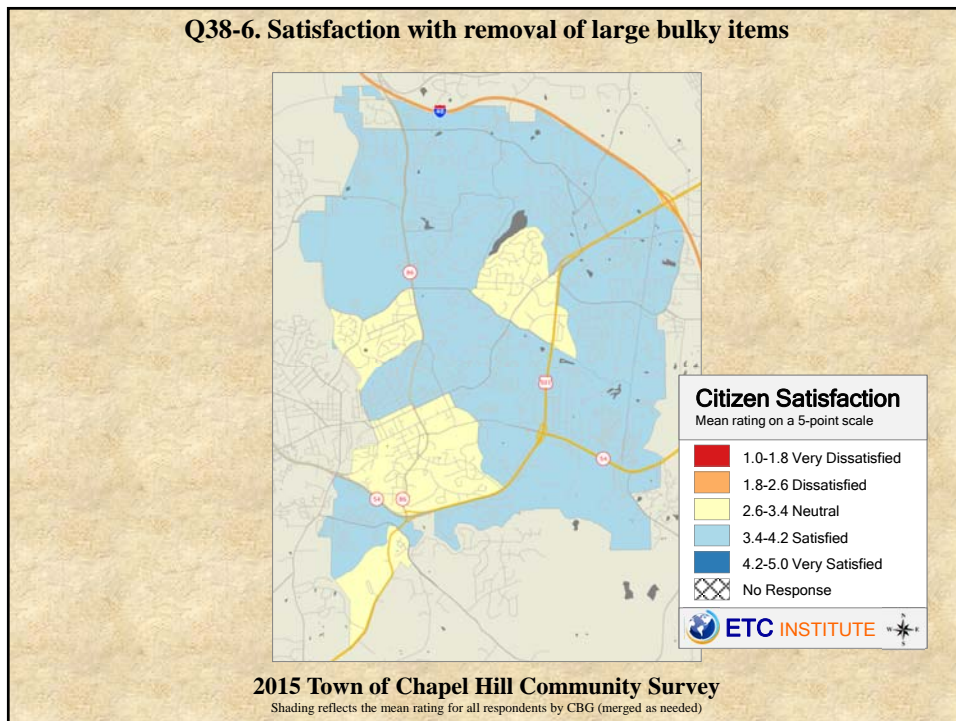 Q38-6. Satisfaction with removal of large bulky items
86
501
54
54
86
Citizen Satisfaction
Mean rating on a 5-point scale
1.0-1.8 Very Dissatisfied
1.8-2.6 Dissatisfied
2.6-3.4 Neutral
3.4-4.2 Satisfied
4.2-5.0 Very Satisfied
No Response
ETC INSTITUTE
N
W E
S
2015 Town of Chapel Hill Community Survey
Shading reflects the mean rating for all respondents by CBG (merged as needed)